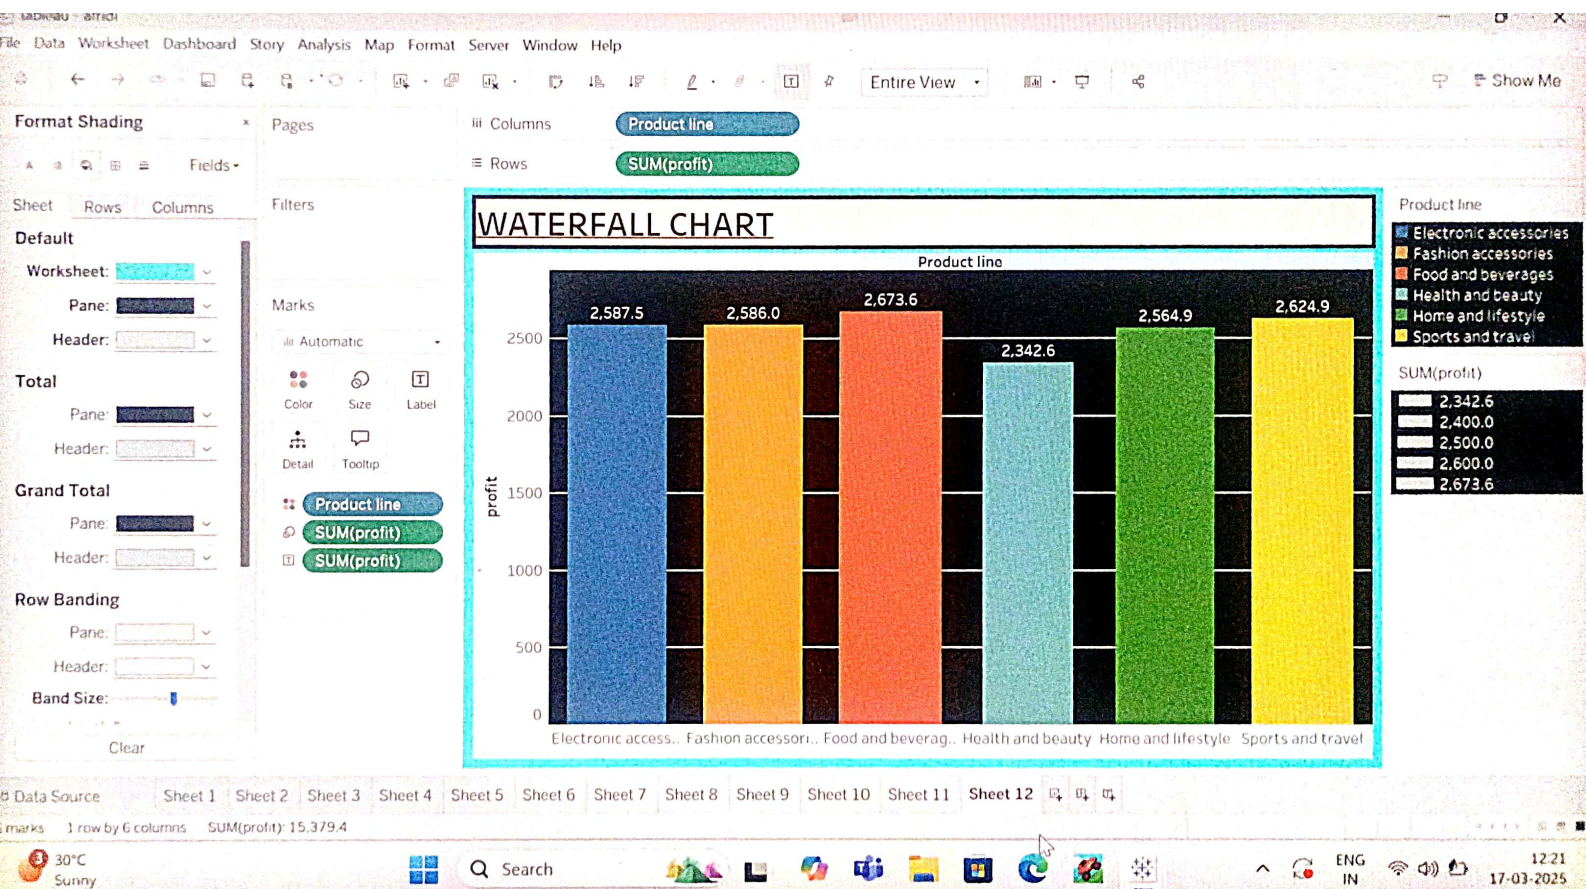 tableau - afridi
File Data Worksheet Dashboard Story Analysis Map Format Server Window Help
Entire View
Show Me
Format Shading
Fields
Sheet Rows Columns
Default
Worksheet:
Pane:
Header:
Total
Pane:
Header:
Grand Total
Pane:
Header:
Row Banding
Pane:
Header:
Band Size:
Clear
Pages
Filters
Marks
Automatic
Color Size Label
Detail Tooltip
Product line
SUM(profit)
SUM(profit)
Columns Product line
Rows SUM(profit)
WATERFALL CHART
Product line
2,587.5 2,586.0 2,673.6 2,342.6 2,564.9 2,624.9
profit
2500
2000
1500
1000
500
0
Electronic access.. Fashion accessori.. Food and beverag.. Health and beauty Home and lifestyle Sports and travel
Product line
Electronic accessories
Fashion accessories
Food and beverages
Health and beauty
Home and lifestyle
Sports and travel
SUM(profit)
2,342.6
2,400.0
2,500.0
2,600.0
2,673.6
Data Source Sheet 1 Sheet 2 Sheet 3 Sheet 4 Sheet 5 Sheet 6 Sheet 7 Sheet 8 Sheet 9 Sheet 10 Sheet 11 Sheet 12
marks 1 row by 6 columns SUM(profit): 15,379.4
3
30°C
Sunny
Search
ENG
IN
12:21
17-03-2025